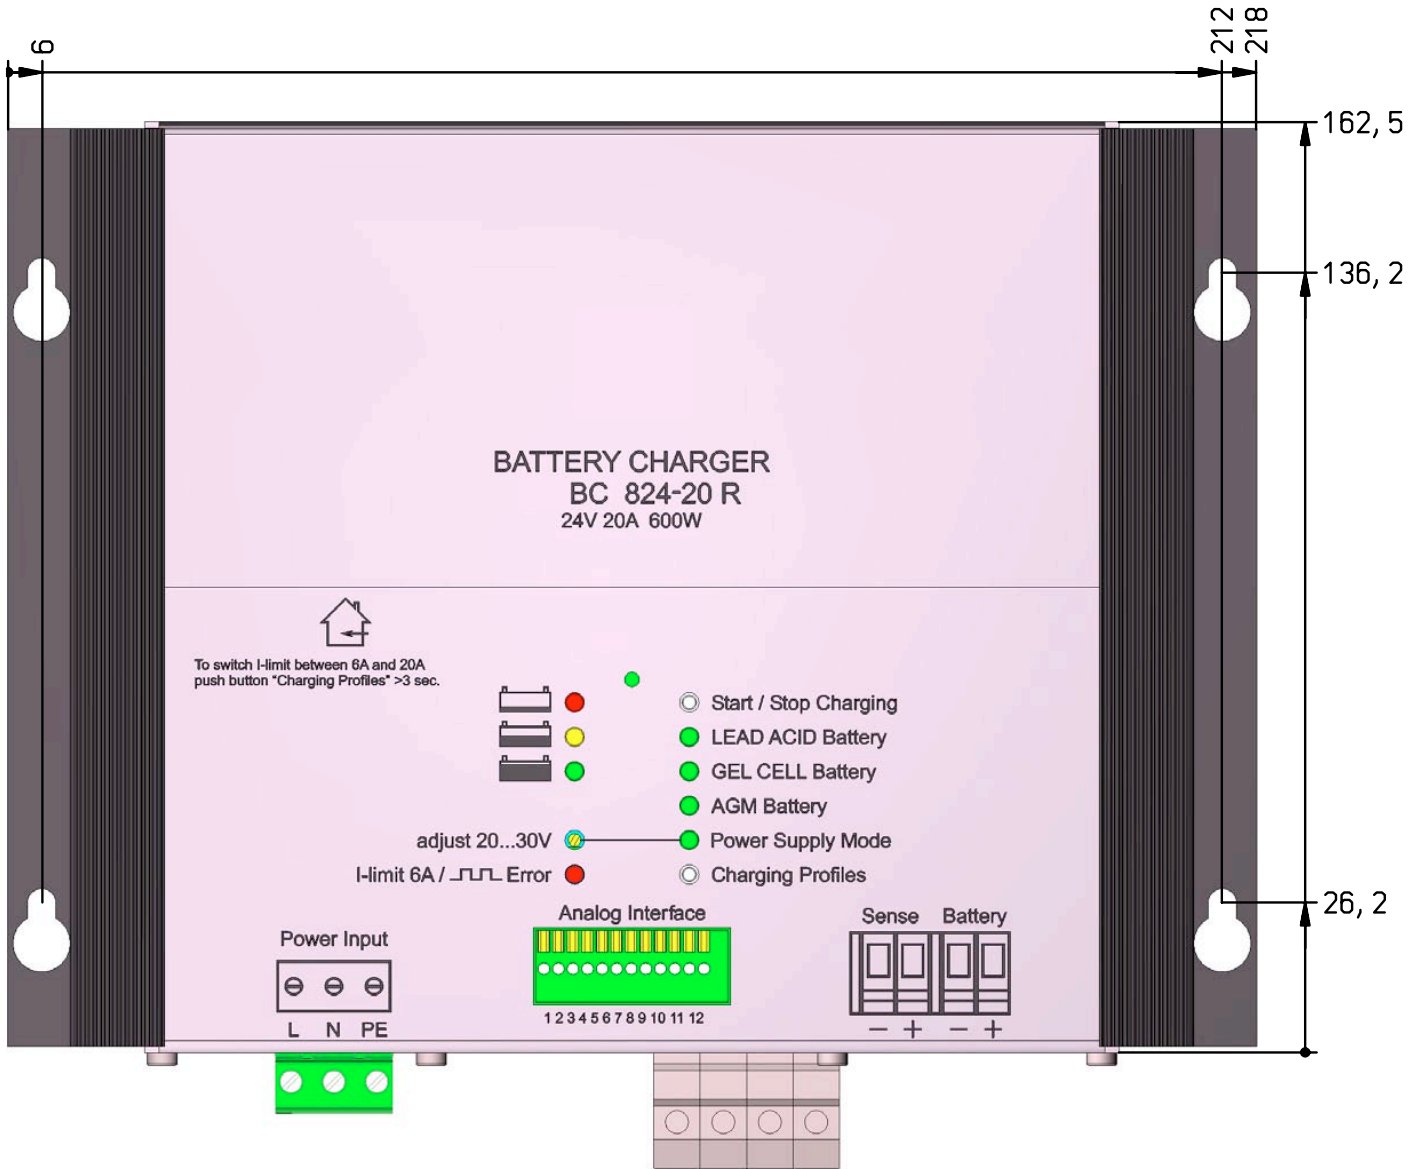 6
212
218
162,5
136,2
BATTERY CHARGER
BC 824-20 R
24V 20A 600W
To switch I-limit between 6A and 20A
push button "Charging Profiles" >3 sec.
Start / Stop Charging
LEAD ACID Battery
GEL CELL Battery
AGM Battery
adjust 20...30V
Power Supply Mode
I-limit 6A / Error
Charging Profiles
26,2
Analog Interface
Sense Battery
Power Input
1 2 3 4 5 6 7 8 9 10 11 12
L N PE
− + − +